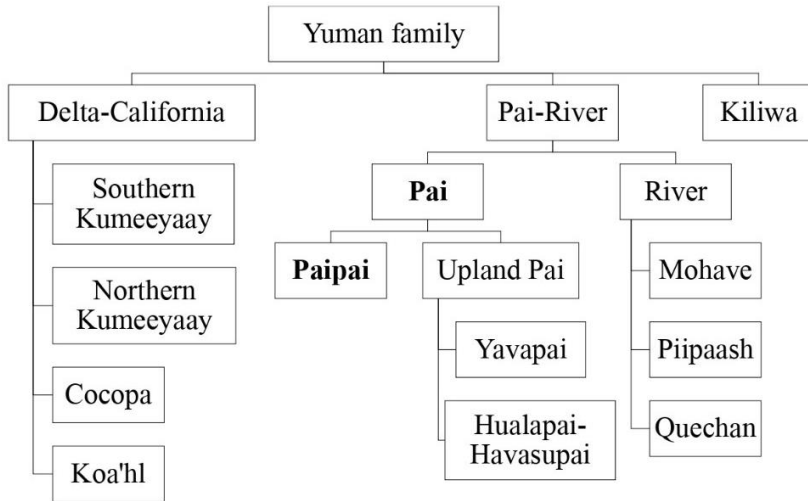 Yuman family
Delta-California
Pai-River
Kiliwa
Southern
Kumeeyaay
Pai
River
Northern
Kumeeyaay
Paipai
Upland Pai
Mohave
Cocopa
Yavapai
Piipaash
Koa'hl
Hualapai-
Havasupai
Quechan